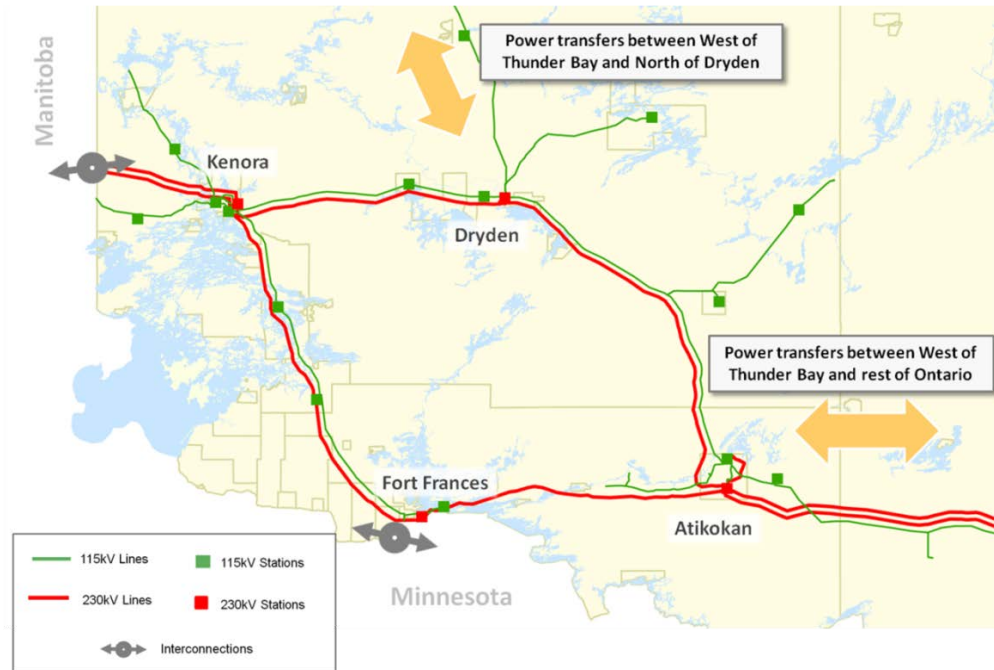 Manitoba
Power transfers between West of
Thunder Bay and North of Dryden
Kenora
Dryden
Power transfers between West of
Thunder Bay and rest of Ontario
Fort Frances
Atikokan
Minnesota
115kV Lines
115kV Stations
230kV Lines
230kV Stations
Interconnections